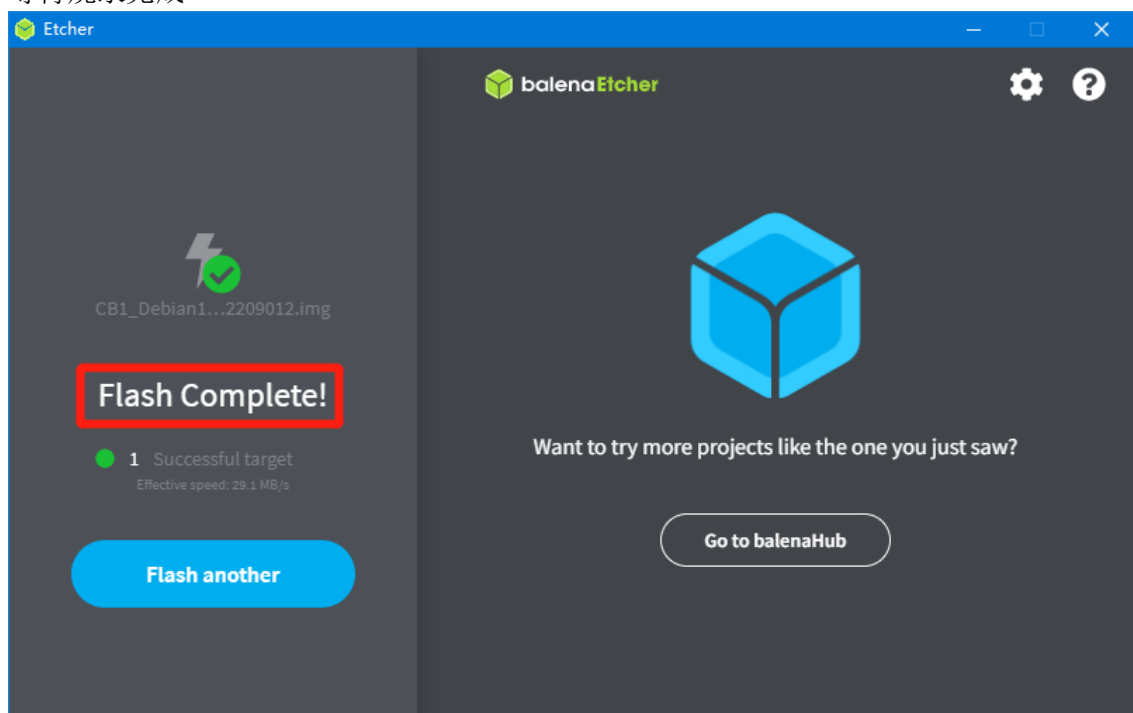 Etcher
balenaEtcher
CB1_Debian1...2209012.img
Flash Complete!
1 Successful target
Effective speed: 29.1 MB/s
Flash another
Want to try more projects like the one you just saw?
Go to balenaHub